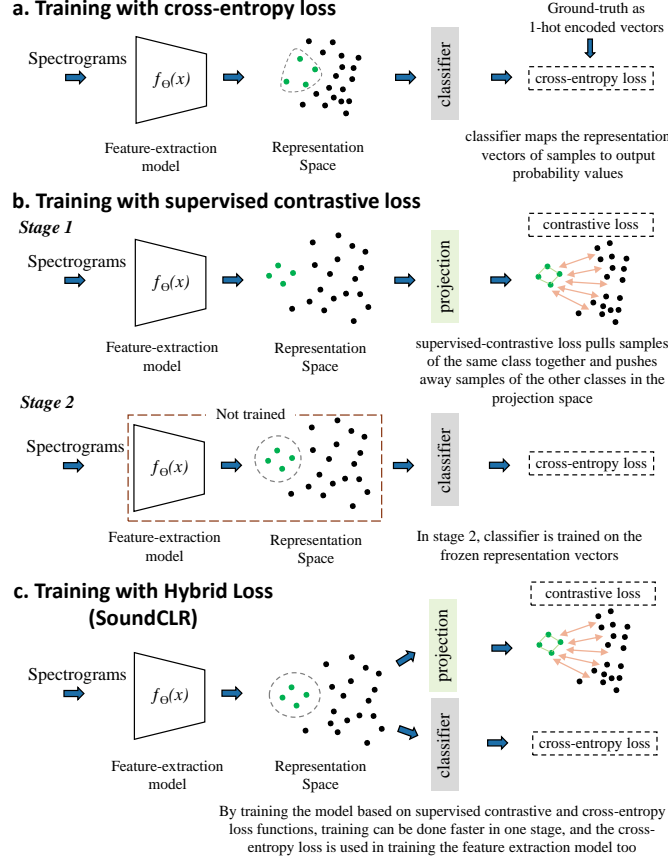 a. Training with cross-entropy loss
Ground-truth as
1-hot encoded vectors
Spectrograms
fΘ(x)
classifier
cross-entropy loss
Feature-extraction
model
Representation
Space
classifier maps the representation
vectors of samples to output
probability values
b. Training with supervised contrastive loss
Stage 1
contrastive loss
Spectrograms
fΘ(x)
projection
Feature-extraction
model
Representation
Space
supervised-contrastive loss pulls samples
of the same class together and pushes
away samples of the other classes in the
projection space
Stage 2
Not trained
Spectrograms
fΘ(x)
classifier
cross-entropy loss
Feature-extraction
model
Representation
Space
In stage 2, classifier is trained on the
frozen representation vectors
c. Training with Hybrid Loss
(SoundCLR)
contrastive loss
projection
Spectrograms
fΘ(x)
classifier
cross-entropy loss
Feature-extraction
model
Representation
Space
By training the model based on supervised contrastive and cross-entropy
loss functions, training can be done faster in one stage, and the cross-
entropy loss is used in training the feature extraction model too